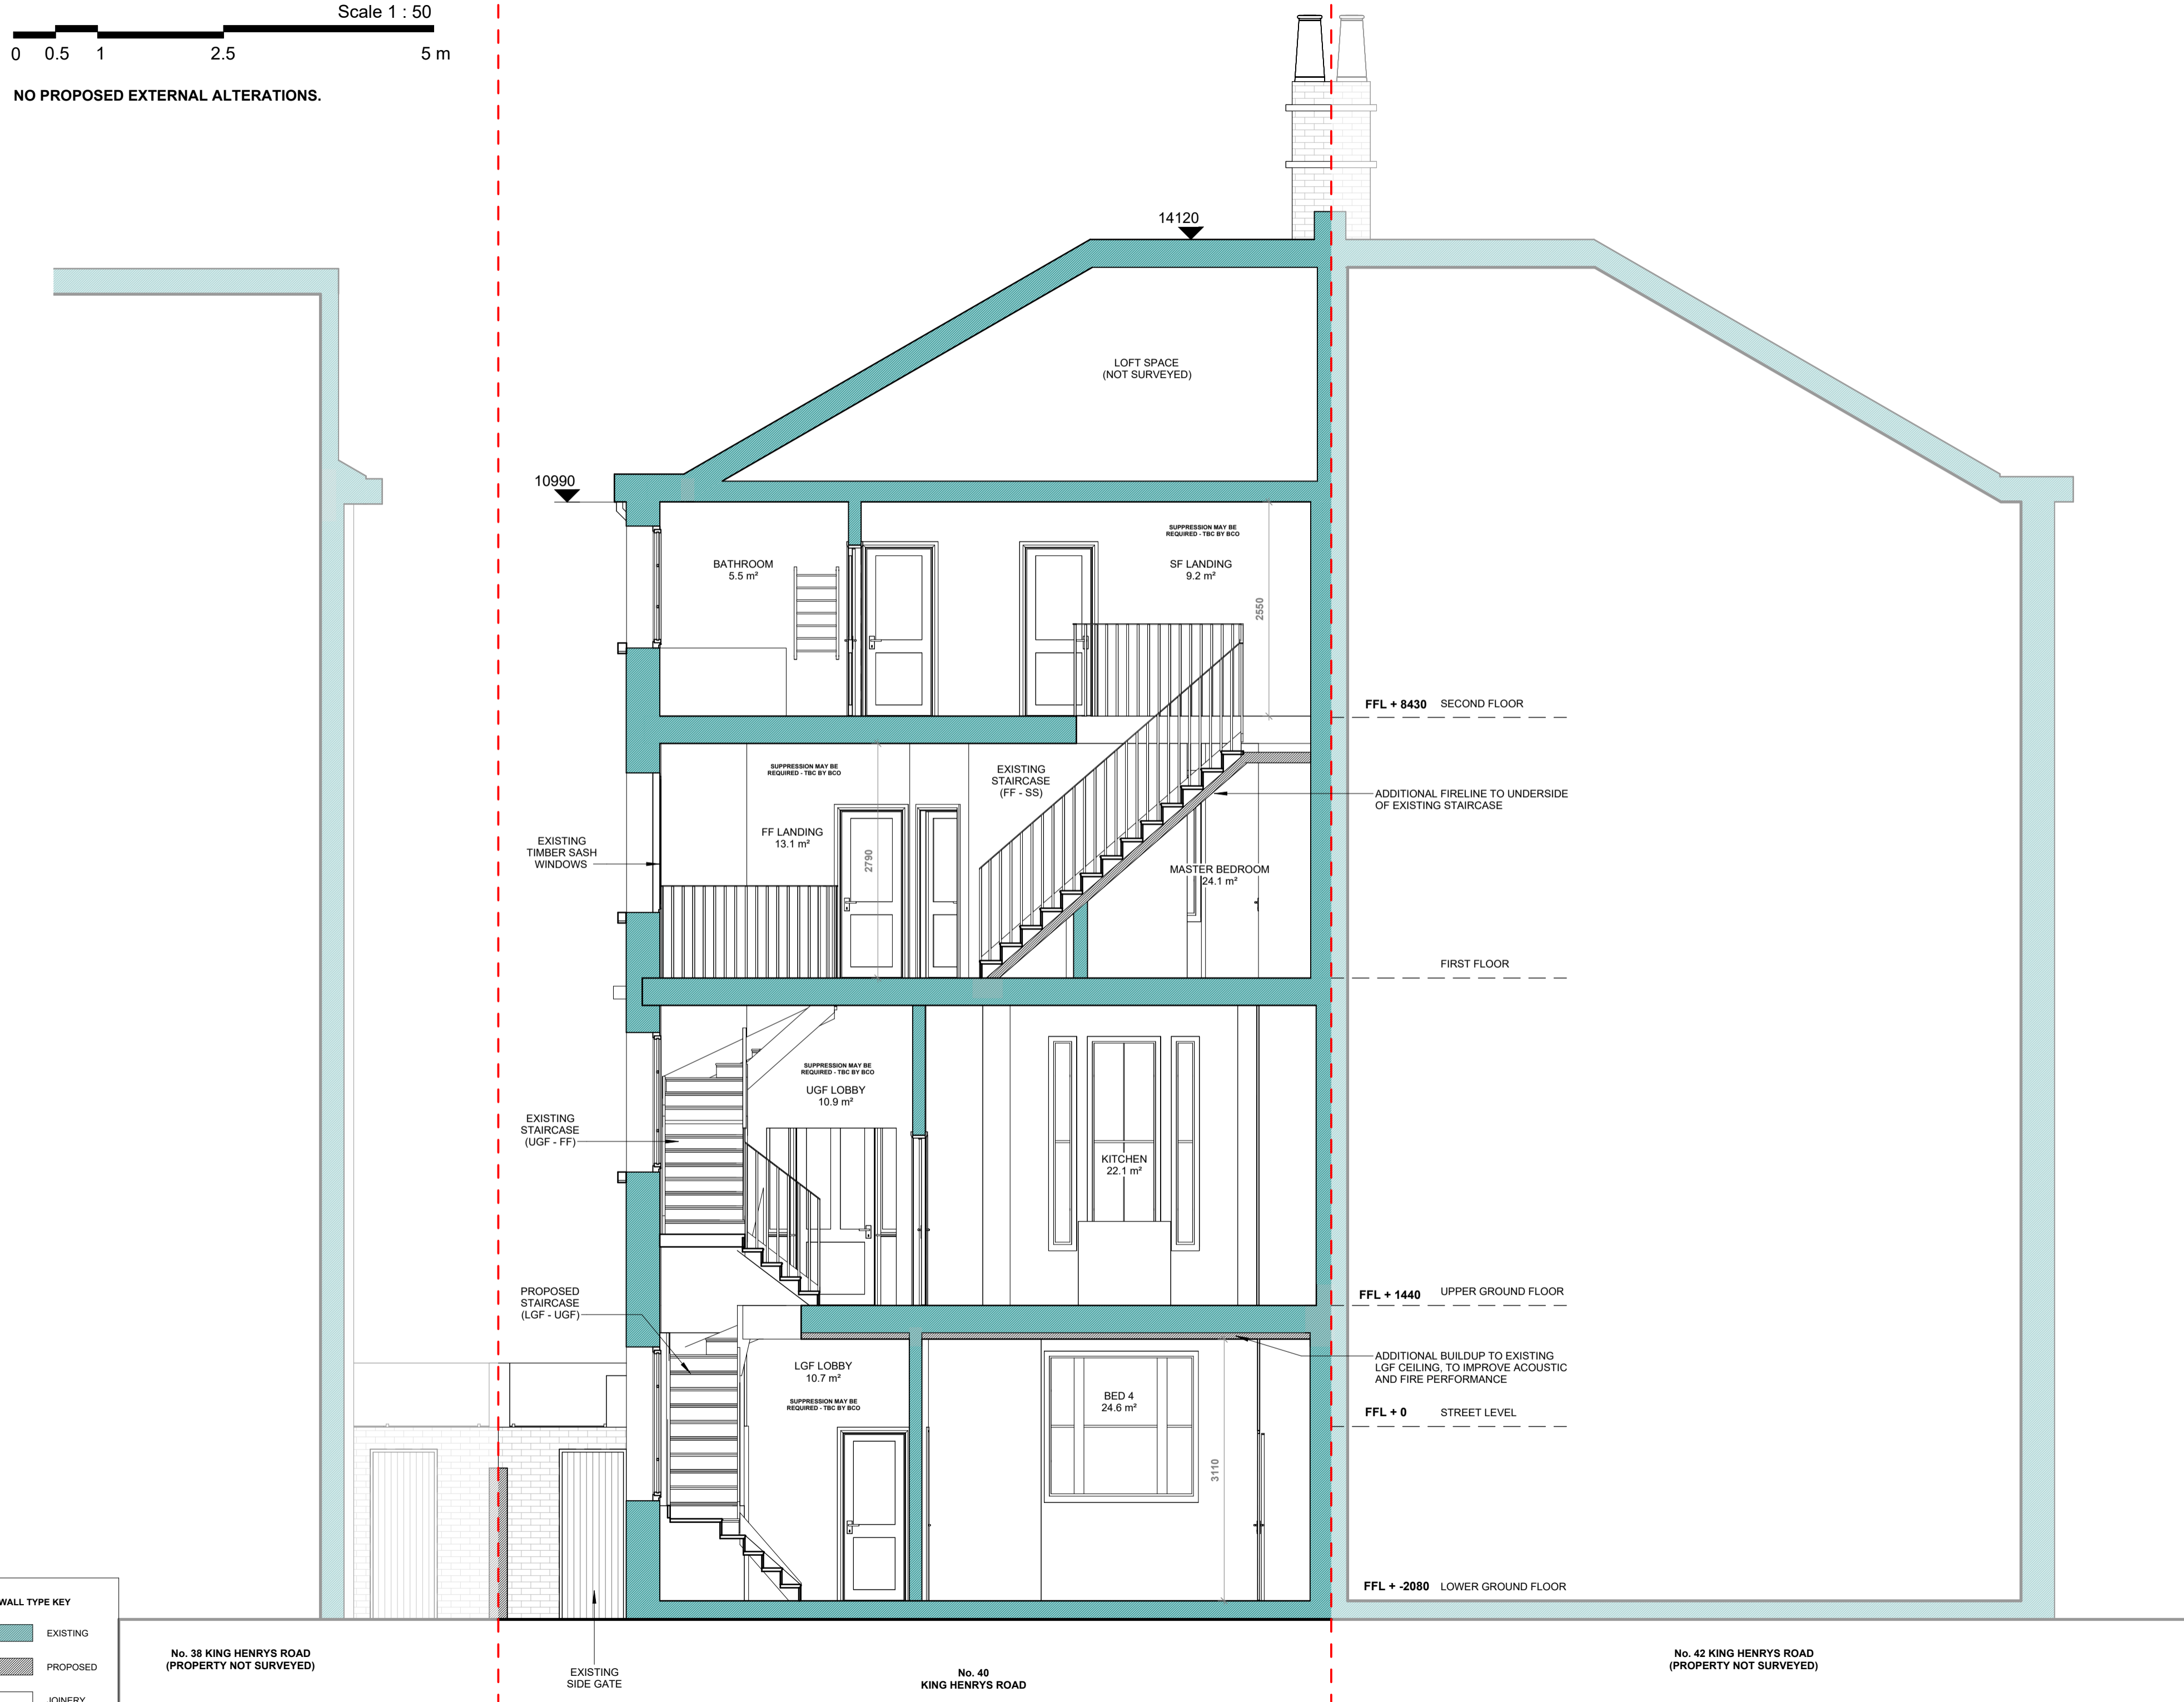 Scale 1 : 50
0 0.5 1 2.5 5 m
NO PROPOSED EXTERNAL ALTERATIONS.
14120
LOFT SPACE
(NOT SURVEYED)
10990
SUPPRESSION MAY BE
REQUIRED - TBC BY BCO
BATHROOM
5.5 m²
SF LANDING
9.2 m²
2550
FFL + 8430 SECOND FLOOR
SUPPRESSION MAY BE
REQUIRED - TBC BY BCO
EXISTING
STAIRCASE
(FF - SS)
ADDITIONAL FIRELINE TO UNDERSIDE
OF EXISTING STAIRCASE
FF LANDING
13.1 m²
2790
EXISTING
TIMBER SASH
WINDOWS
MASTER BEDROOM
24.1 m²
FIRST FLOOR
SUPPRESSION MAY BE
REQUIRED - TBC BY BCO
UGF LOBBY
10.9 m²
EXISTING
STAIRCASE
(UGF - FF)
KITCHEN
22.1 m²
PROPOSED
STAIRCASE
(LGF - UGF)
FFL + 1440 UPPER GROUND FLOOR
ADDITIONAL BUILDUP TO EXISTING
LGF CEILING, TO IMPROVE ACOUSTIC
AND FIRE PERFORMANCE
LGF LOBBY
10.7 m²
SUPPRESSION MAY BE
REQUIRED - TBC BY BCO
BED 4
24.6 m²
FFL + 0 STREET LEVEL
3110
FFL + -2080 LOWER GROUND FLOOR
WALL TYPE KEY
EXISTING
PROPOSED
JOINERY
No. 38 KING HENRYS ROAD
(PROPERTY NOT SURVEYED)
EXISTING
SIDE GATE
No. 40
KING HENRYS ROAD
No. 42 KING HENRYS ROAD
(PROPERTY NOT SURVEYED)